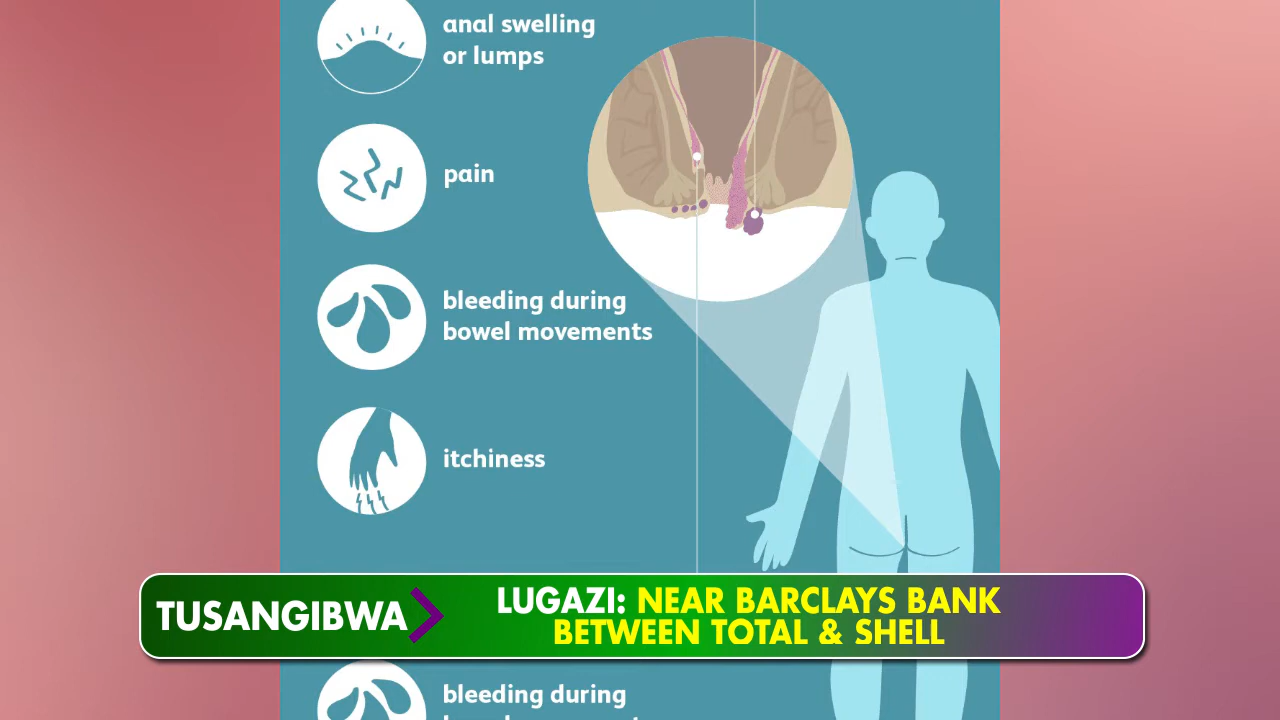 anal swelling
or lumps
pain
bleeding during
bowel movements
itchiness
TUSANGIBWA
LUGAZI: NEAR BARCLAYS BANK
BETWEEN TOTAL & SHELL
bleeding during